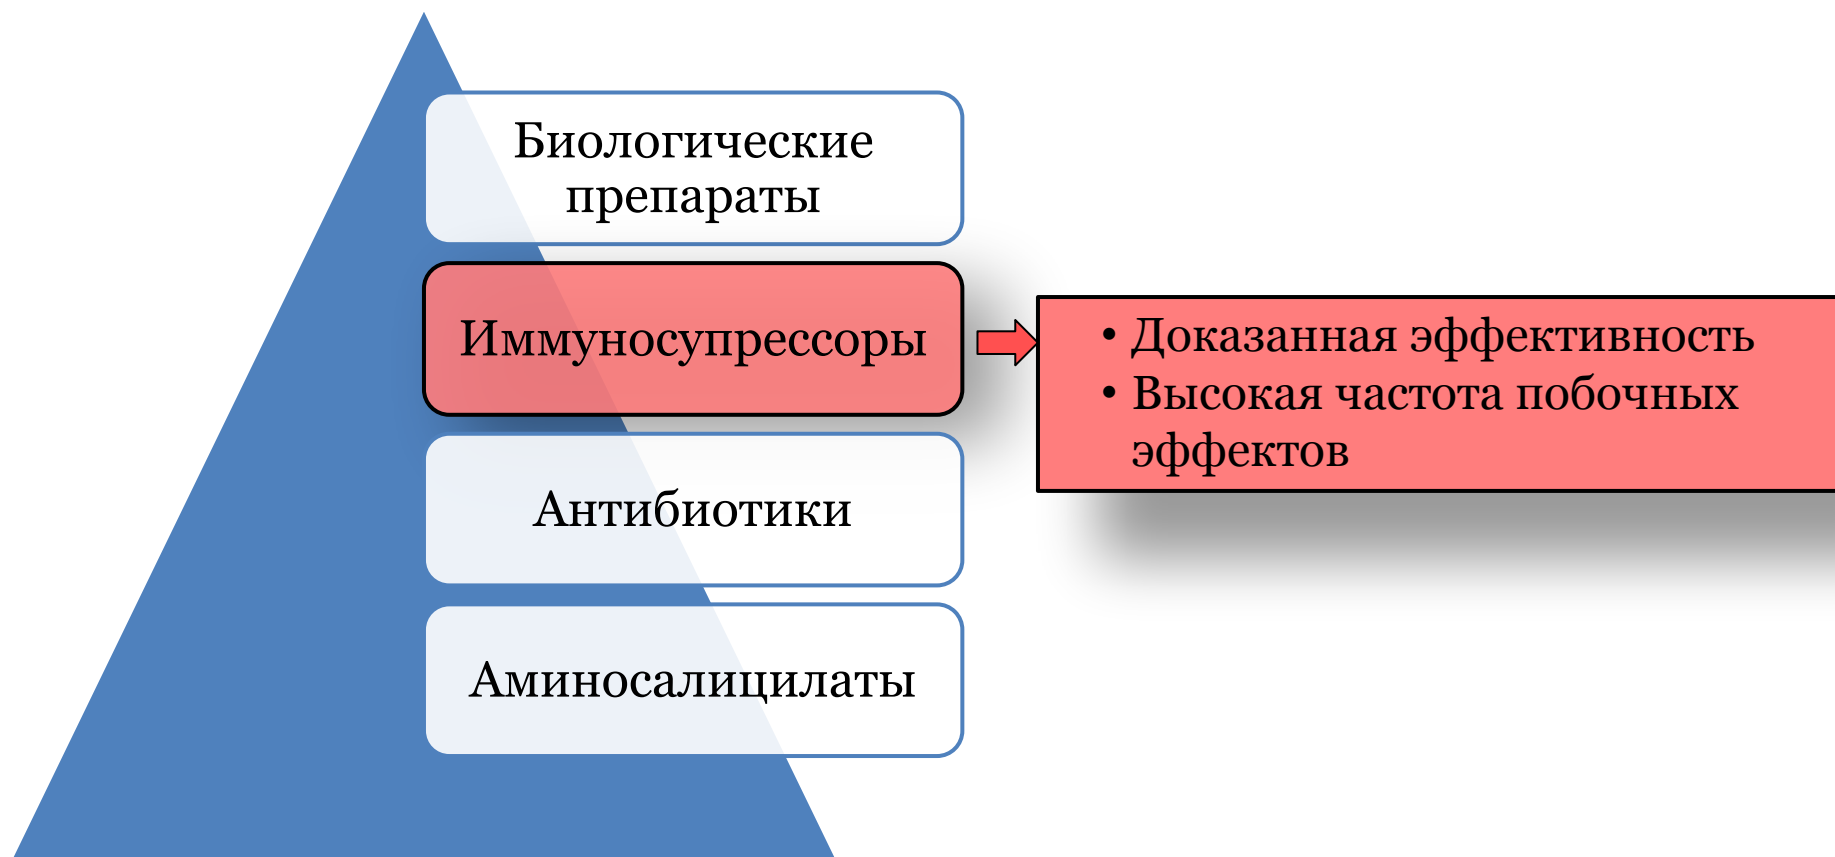 Биологические
препараты
Иммуносупрессоры
• Доказанная эффективность
• Высокая частота побочных
эффектов
Антибиотики
Аминосалицилаты